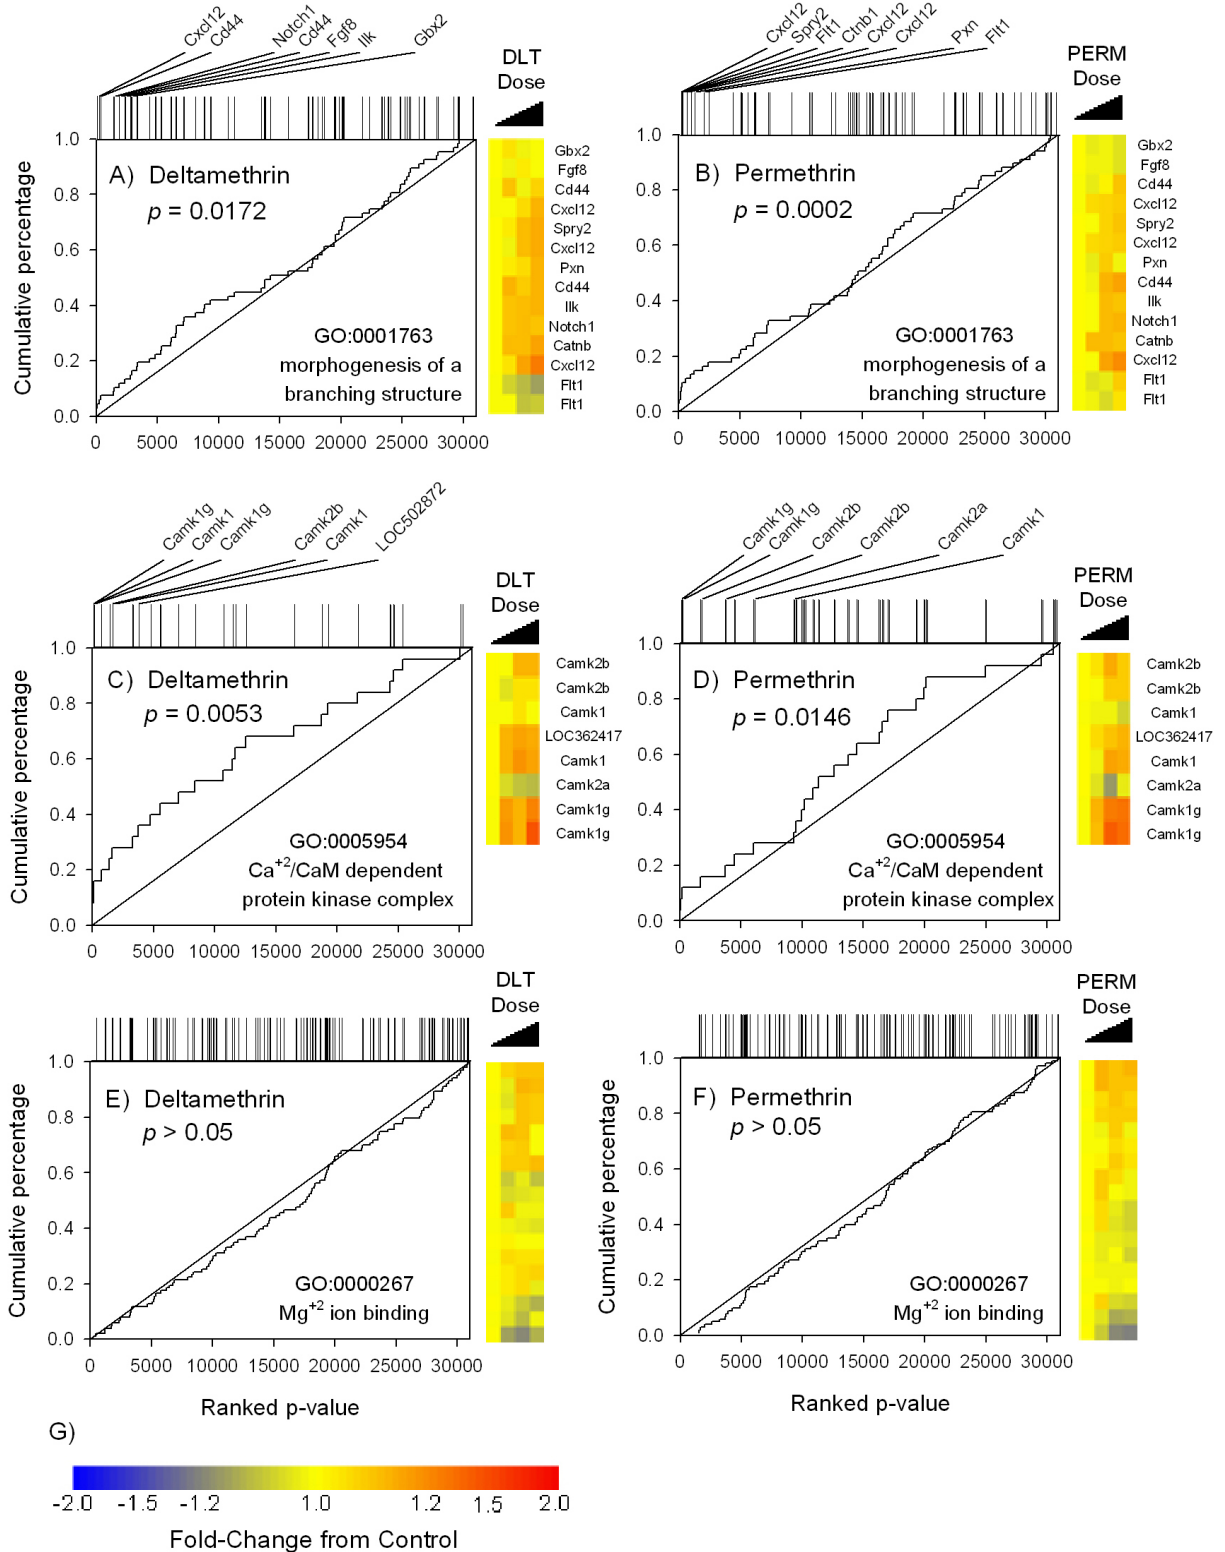 Cxcl12 Cd44 Notch1 Cd44 Fgf8 Ilk Gbx2
DLT
Dose
1.0
0.8
0.6
0.4
0.2
0.0
Cumulative percentage
A) Deltamethrin
p = 0.0172
GO:0001763
morphogenesis of a
branching structure
0 5000 10000 15000 20000 25000 30000
Gbx2
Fgf8
Cd44
Cxcl12
Spry2
Cxcl12
Pxn
Cd44
Ilk
Notch1
Catnb
Cxcl12
Flt1
Flt1
Cxcl12 Spry2 Flt1 Ctnb1 Cxcl12 Cxcl12 Pxn Flt1
PERM
Dose
1.0
0.8
0.6
0.4
0.2
0.0
Cumulative percentage
B) Permethrin
p = 0.0002
GO:0001763
morphogenesis of a
branching structure
0 5000 10000 15000 20000 25000 30000
Gbx2
Fgf8
Cd44
Cxcl12
Spry2
Cxcl12
Pxn
Cd44
Ilk
Notch1
Catnb
Cxcl12
Flt1
Flt1
Camk1g Camk1 Camk1g Camk2b Camk1 LOC502872
DLT
Dose
1.0
0.8
0.6
0.4
0.2
0.0
Cumulative percentage
C) Deltamethrin
p = 0.0053
GO:0005954
Ca+2/CaM dependent
protein kinase complex
0 5000 10000 15000 20000 25000 30000
Camk2b
Camk2b
Camk1
LOC362417
Camk1
Camk2a
Camk1g
Camk1g
Camk1g Camk1g Camk2b Camk2b Camk2a Camk1
PERM
Dose
1.0
0.8
0.6
0.4
0.2
0.0
Cumulative percentage
D) Permethrin
p = 0.0146
GO:0005954
Ca+2/CaM dependent
protein kinase complex
0 5000 10000 15000 20000 25000 30000
Camk2b
Camk2b
Camk1
LOC362417
Camk1
Camk2a
Camk1g
Camk1g
DLT
Dose
1.0
0.8
0.6
0.4
0.2
0.0
Cumulative percentage
E) Deltamethrin
p > 0.05
GO:0000267
Mg+2 ion binding
0 5000 10000 15000 20000 25000 30000
Ranked p-value
PERM
Dose
1.0
0.8
0.6
0.4
0.2
0.0
Cumulative percentage
F) Permethrin
p > 0.05
GO:0000267
Mg+2 ion binding
0 5000 10000 15000 20000 25000 30000
Ranked p-value
G)
-2.0 -1.5 -1.2 1.0 1.2 1.5 2.0
Fold-Change from Control